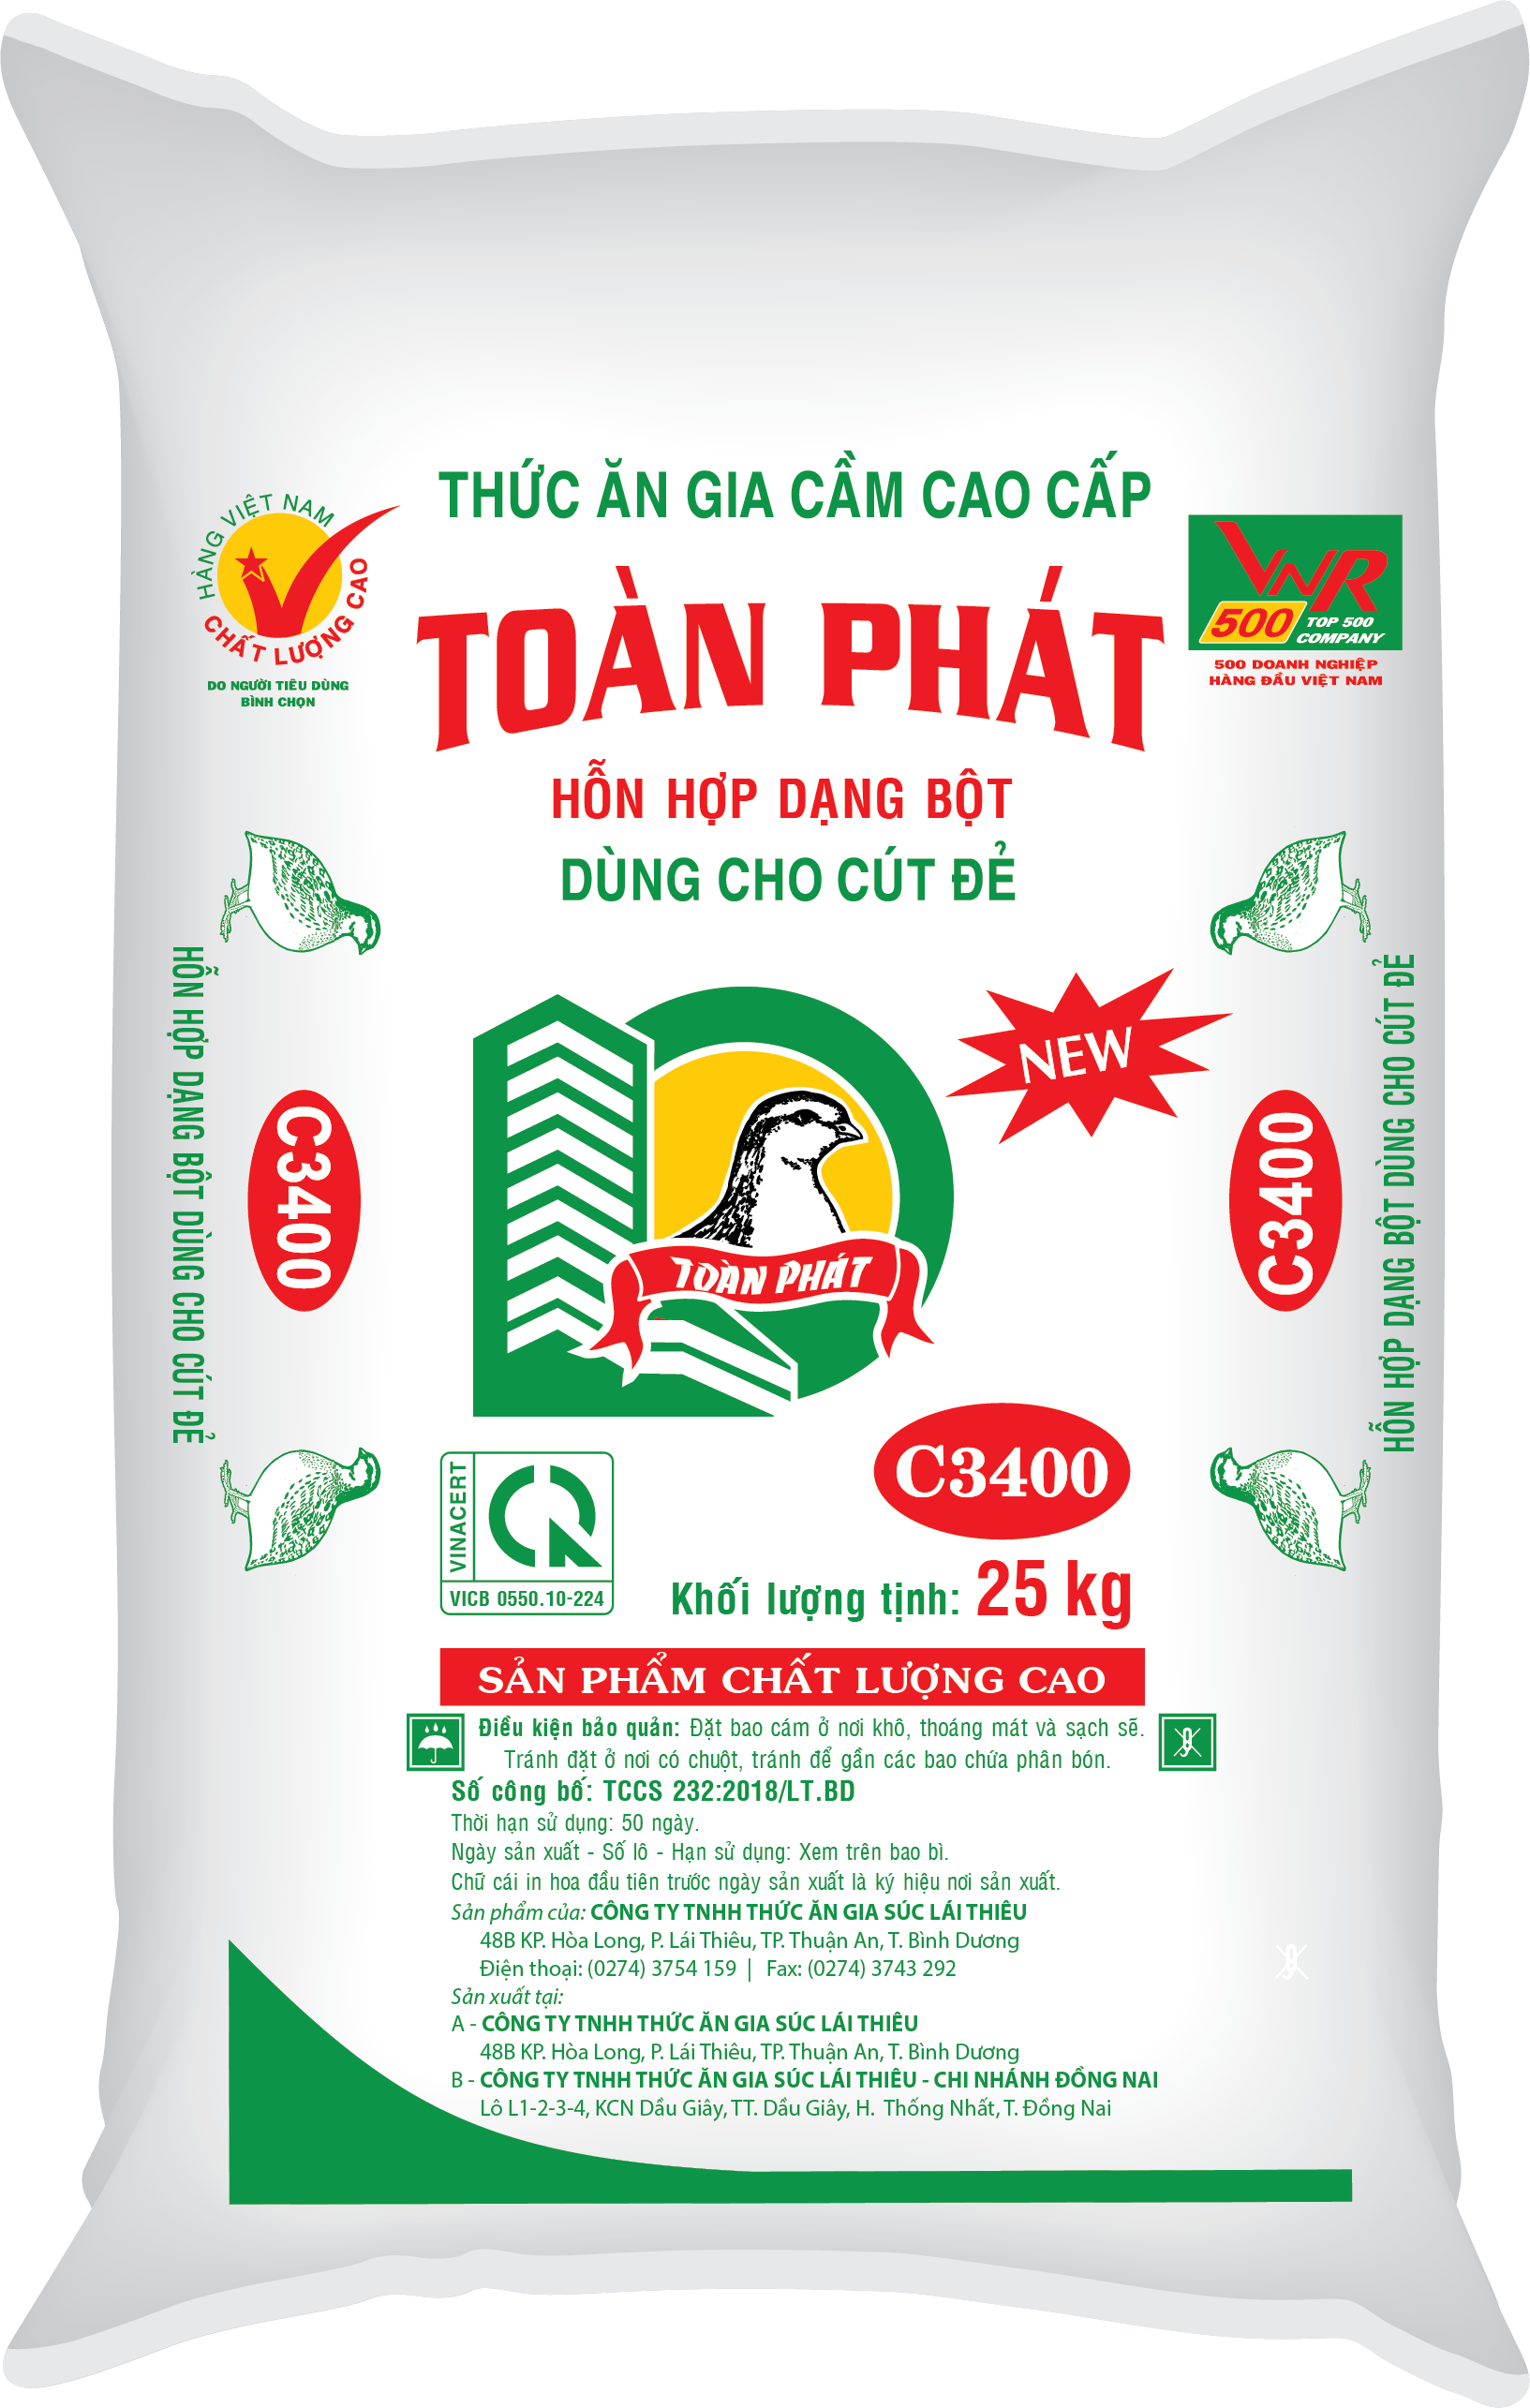 THỨC ĂN GIA CẦM CAO CẤP
HÀNG VIỆT NAM
CHẤT LƯỢNG CAO
DO NGƯỜI TIÊU DÙNG
BÌNH CHỌN
TOÀN PHÁT
VNR
500
TOP 500
COMPANY
500 DOANH NGHIỆP
HÀNG ĐẦU VIỆT NAM
HỖN HỢP DẠNG BỘT
DÙNG CHO CÚT ĐẺ
HỖN HỢP DẠNG BỘT DÙNG CHO CÚT ĐẺ
C3400
NEW
TOÀN PHÁT
C3400
HỖN HỢP DẠNG BỘT DÙNG CHO CÚT ĐẺ
C3400
VINACERT
VICB 0550.10-224
Khối lượng tịnh: 25 kg
SẢN PHẨM CHẤT LƯỢNG CAO
Điều kiện bảo quản: Đặt bao cám ở nơi khô, thoáng mát và sạch sẽ.
Tránh đặt ở nơi có chuột, tránh để gần các bao chứa phân bón.
Số công bố: TCCS 232:2018/LT.BD
Thời hạn sử dụng: 50 ngày.
Ngày sản xuất - Số lô - Hạn sử dụng: Xem trên bao bì.
Chữ cái in hoa đầu tiên trước ngày sản xuất là ký hiệu nơi sản xuất.
Sản phẩm của: CÔNG TY TNHH THỨC ĂN GIA SÚC LÁI THIÊU
48B KP. Hòa Long, P. Lái Thiêu, TP. Thuận An, T. Bình Dương
Điện thoại: (0274) 3754 159 | Fax: (0274) 3743 292
Sản xuất tại:
A - CÔNG TY TNHH THỨC ĂN GIA SÚC LÁI THIÊU
48B KP. Hòa Long, P. Lái Thiêu, TP. Thuận An, T. Bình Dương
B - CÔNG TY TNHH THỨC ĂN GIA SÚC LÁI THIÊU - CHI NHÁNH ĐỒNG NAI
Lô L1-2-3-4, KCN Dầu Giây, TT. Dầu Giây, H. Thống Nhất, T. Đồng Nai